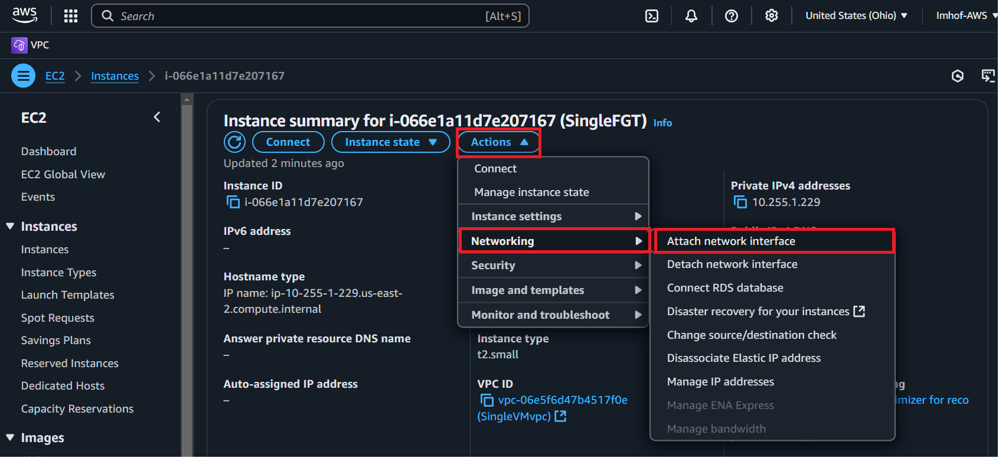 aws
Search
[Alt+S]
United States (Ohio)
Imhof-AWS
VPC
EC2
Instances
i-066e1a11d7e207167
EC2
Dashboard
EC2 Global View
Events
Instances
Instances
Instance Types
Launch Templates
Spot Requests
Savings Plans
Reserved Instances
Dedicated Hosts
Capacity Reservations
Images
Instance summary for i-066e1a11d7e207167 (SingleFGT) Info
Connect
Instance state
Actions
Updated 2 minutes ago
Instance ID
i-066e1a11d7e207167
IPv6 address
–
Hostname type
IP name: ip-10-255-1-229.us-east-
2.compute.internal
Answer private resource DNS name
–
Auto-assigned IP address
–
Connect
Manage instance state
Instance settings
Networking
Security
Image and templates
Monitor and troubleshoot
Instance type
t2.small
VPC ID
vpc-06e5f6d47b4517f0e
(SingleVMvpc)
Private IPv4 addresses
10.255.1.229
Attach network interface
Detach network interface
Connect RDS database
Disaster recovery for your instances
Change source/destination check
Disassociate Elastic IP address
Manage IP addresses
Manage ENA Express
Manage bandwidth
ng
imizer for reco